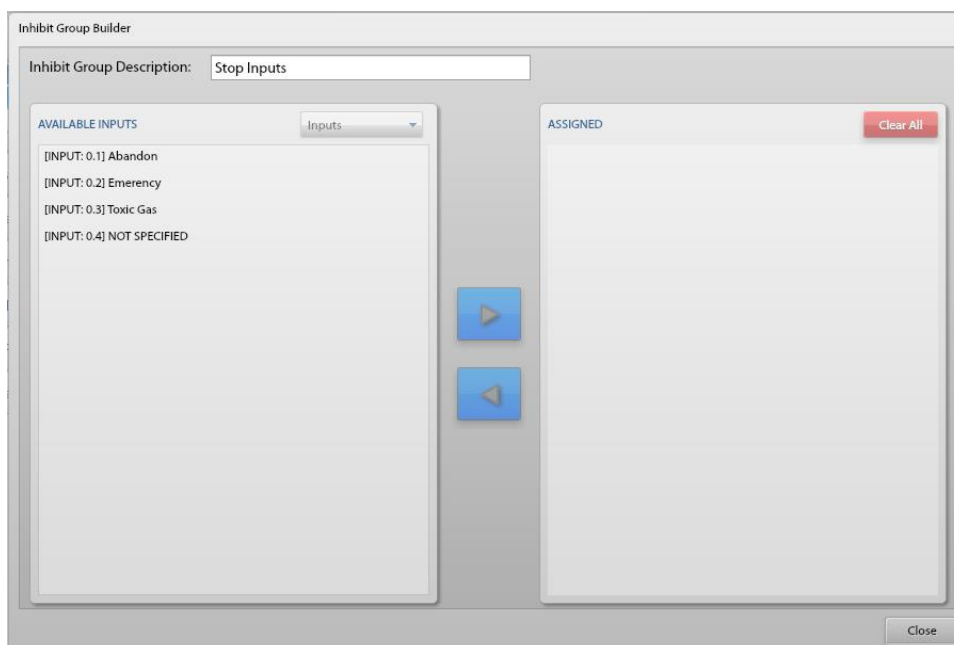 Inhibit Group Builder
Inhibit Group Description: Stop Inputs
AVAILABLE INPUTS Inputs
[INPUT: 0.1] Abandon
[INPUT: 0.2] Emerency
[INPUT: 0.3] Toxic Gas
[INPUT: 0.4] NOT SPECIFIED
ASSIGNED Clear All
Close